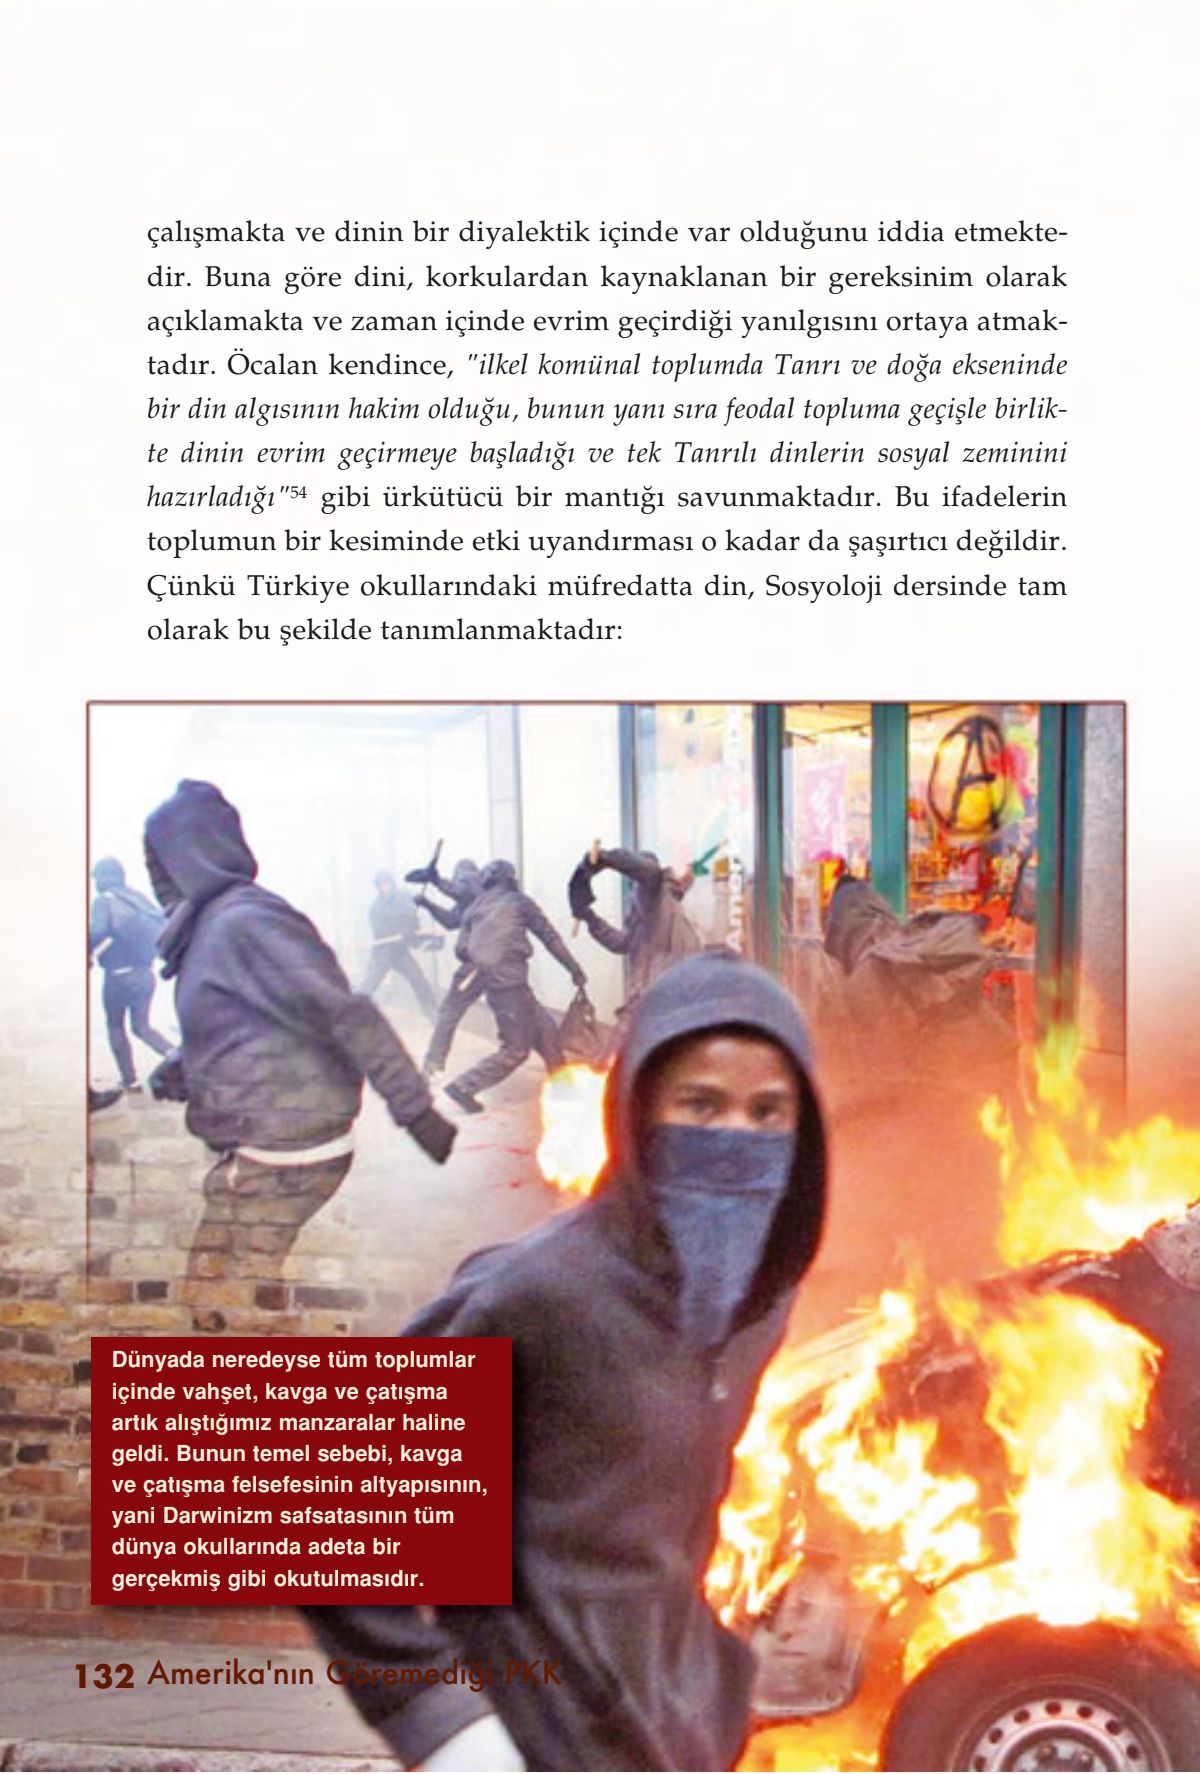 çalışmakta ve dinin bir diyalektik içinde var olduğunu iddia etmekte-
dir. Buna göre dini, korkulardan kaynaklanan bir gereksinim olarak
açıklamakta ve zaman içinde evrim geçirdiği yanılgısını ortaya atmak-
tadır. Öcalan kendince, "ilkel komünal toplumda Tanrı ve doğa ekseninde
bir din algısının hakim olduğu, bunun yanı sıra feodal topluma geçişle birlik-
te dinin evrim geçirmeye başladığı ve tek Tanrılı dinlerin sosyal zeminini
hazırladığı"54 gibi ürkütücü bir mantığı savunmaktadır. Bu ifadelerin
toplumun bir kesiminde etki uyandırması o kadar da şaşırtıcı değildir.
Çünkü Türkiye okullarındaki müfredatta din, Sosyoloji dersinde tam
olarak bu şekilde tanımlanmaktadır:
Dünyada neredeyse tüm toplumlar
içinde vahşet, kavga ve çatışma
artık alıştığımız manzaralar haline
geldi. Bunun temel sebebi, kavga
ve çatışma felsefesinin altyapısının,
yani Darwinizm safsatasının tüm
dünya okullarında adeta bir
gerçekmiş gibi okutulmasıdır.
132 Amerika'nın Göremediği PKK